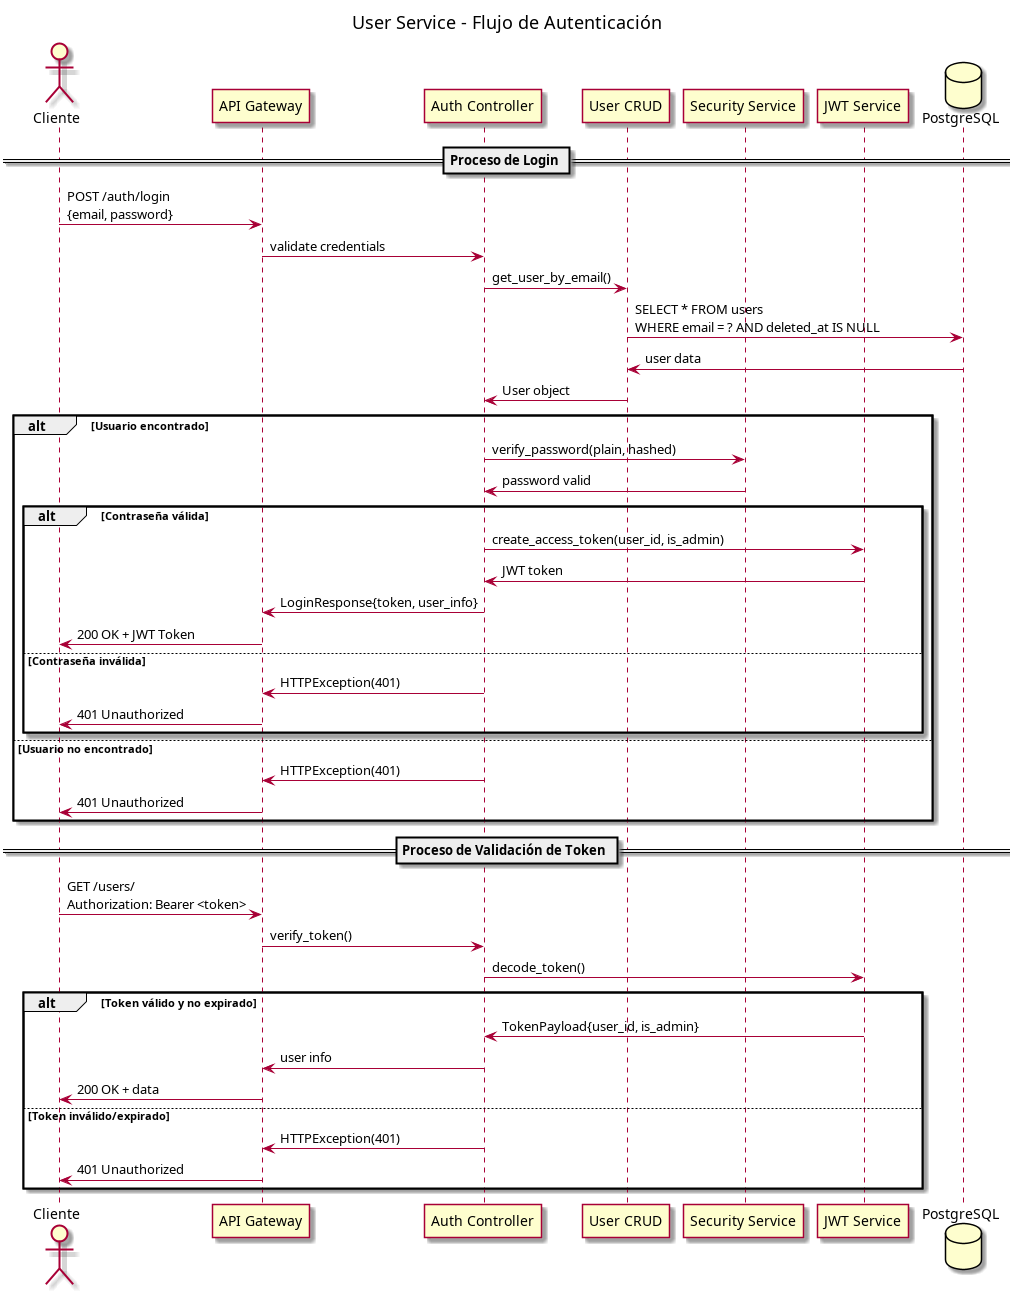 User Service - Flujo de Autenticación
Cliente
API Gateway
Auth Controller
User CRUD
Security Service
JWT Service
PostgreSQL
Proceso de Login
POST /auth/login
{email, password}
validate credentials
get_user_by_email()
SELECT * FROM users
WHERE email = ? AND deleted_at IS NULL
user data
User object
alt [Usuario encontrado]
verify_password(plain, hashed)
password valid
alt [Contraseña válida]
create_access_token(user_id, is_admin)
JWT token
LoginResponse{token, user_info}
200 OK + JWT Token
[Contraseña inválida]
HTTPException(401)
401 Unauthorized
[Usuario no encontrado]
HTTPException(401)
401 Unauthorized
Proceso de Validación de Token
GET /users/
Authorization: Bearer <token>
verify_token()
decode_token()
alt [Token válido y no expirado]
TokenPayload{user_id, is_admin}
user info
200 OK + data
[Token inválido/expirado]
HTTPException(401)
401 Unauthorized
Cliente
API Gateway
Auth Controller
User CRUD
Security Service
JWT Service
PostgreSQL